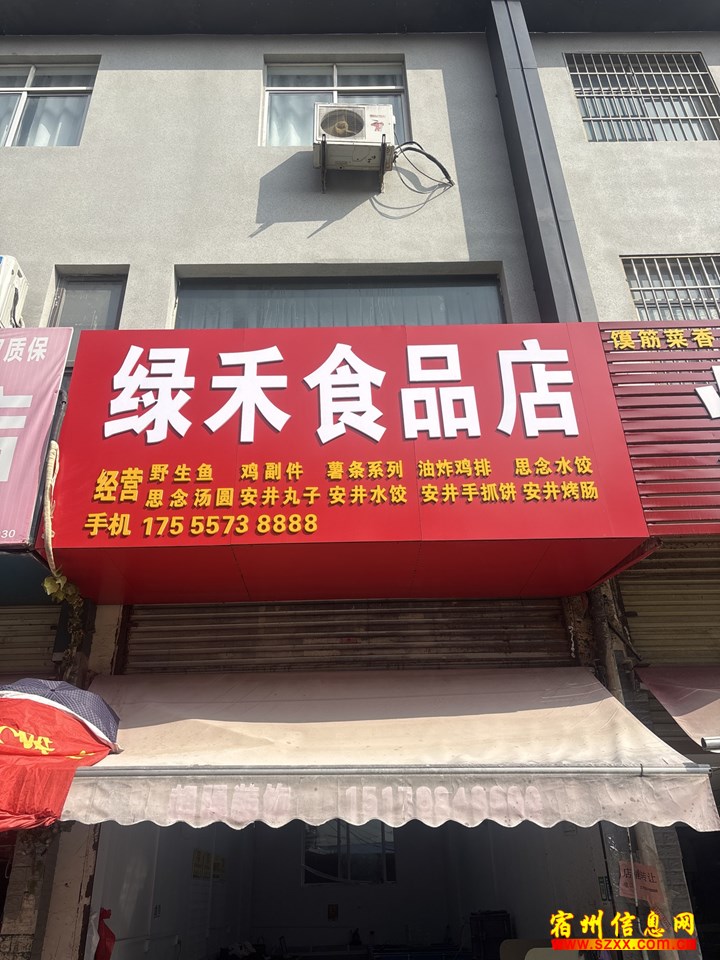 绿禾食品店
经营
野生鱼 鸡副件 薯条系列 油炸鸡排 思念水饺
思念汤圆 安井丸子 安井水饺 安井手抓饼 安井烤肠
手机 175 5573 8888
质保
馍筋菜香
宿州信息网
www.szxx.com.cn